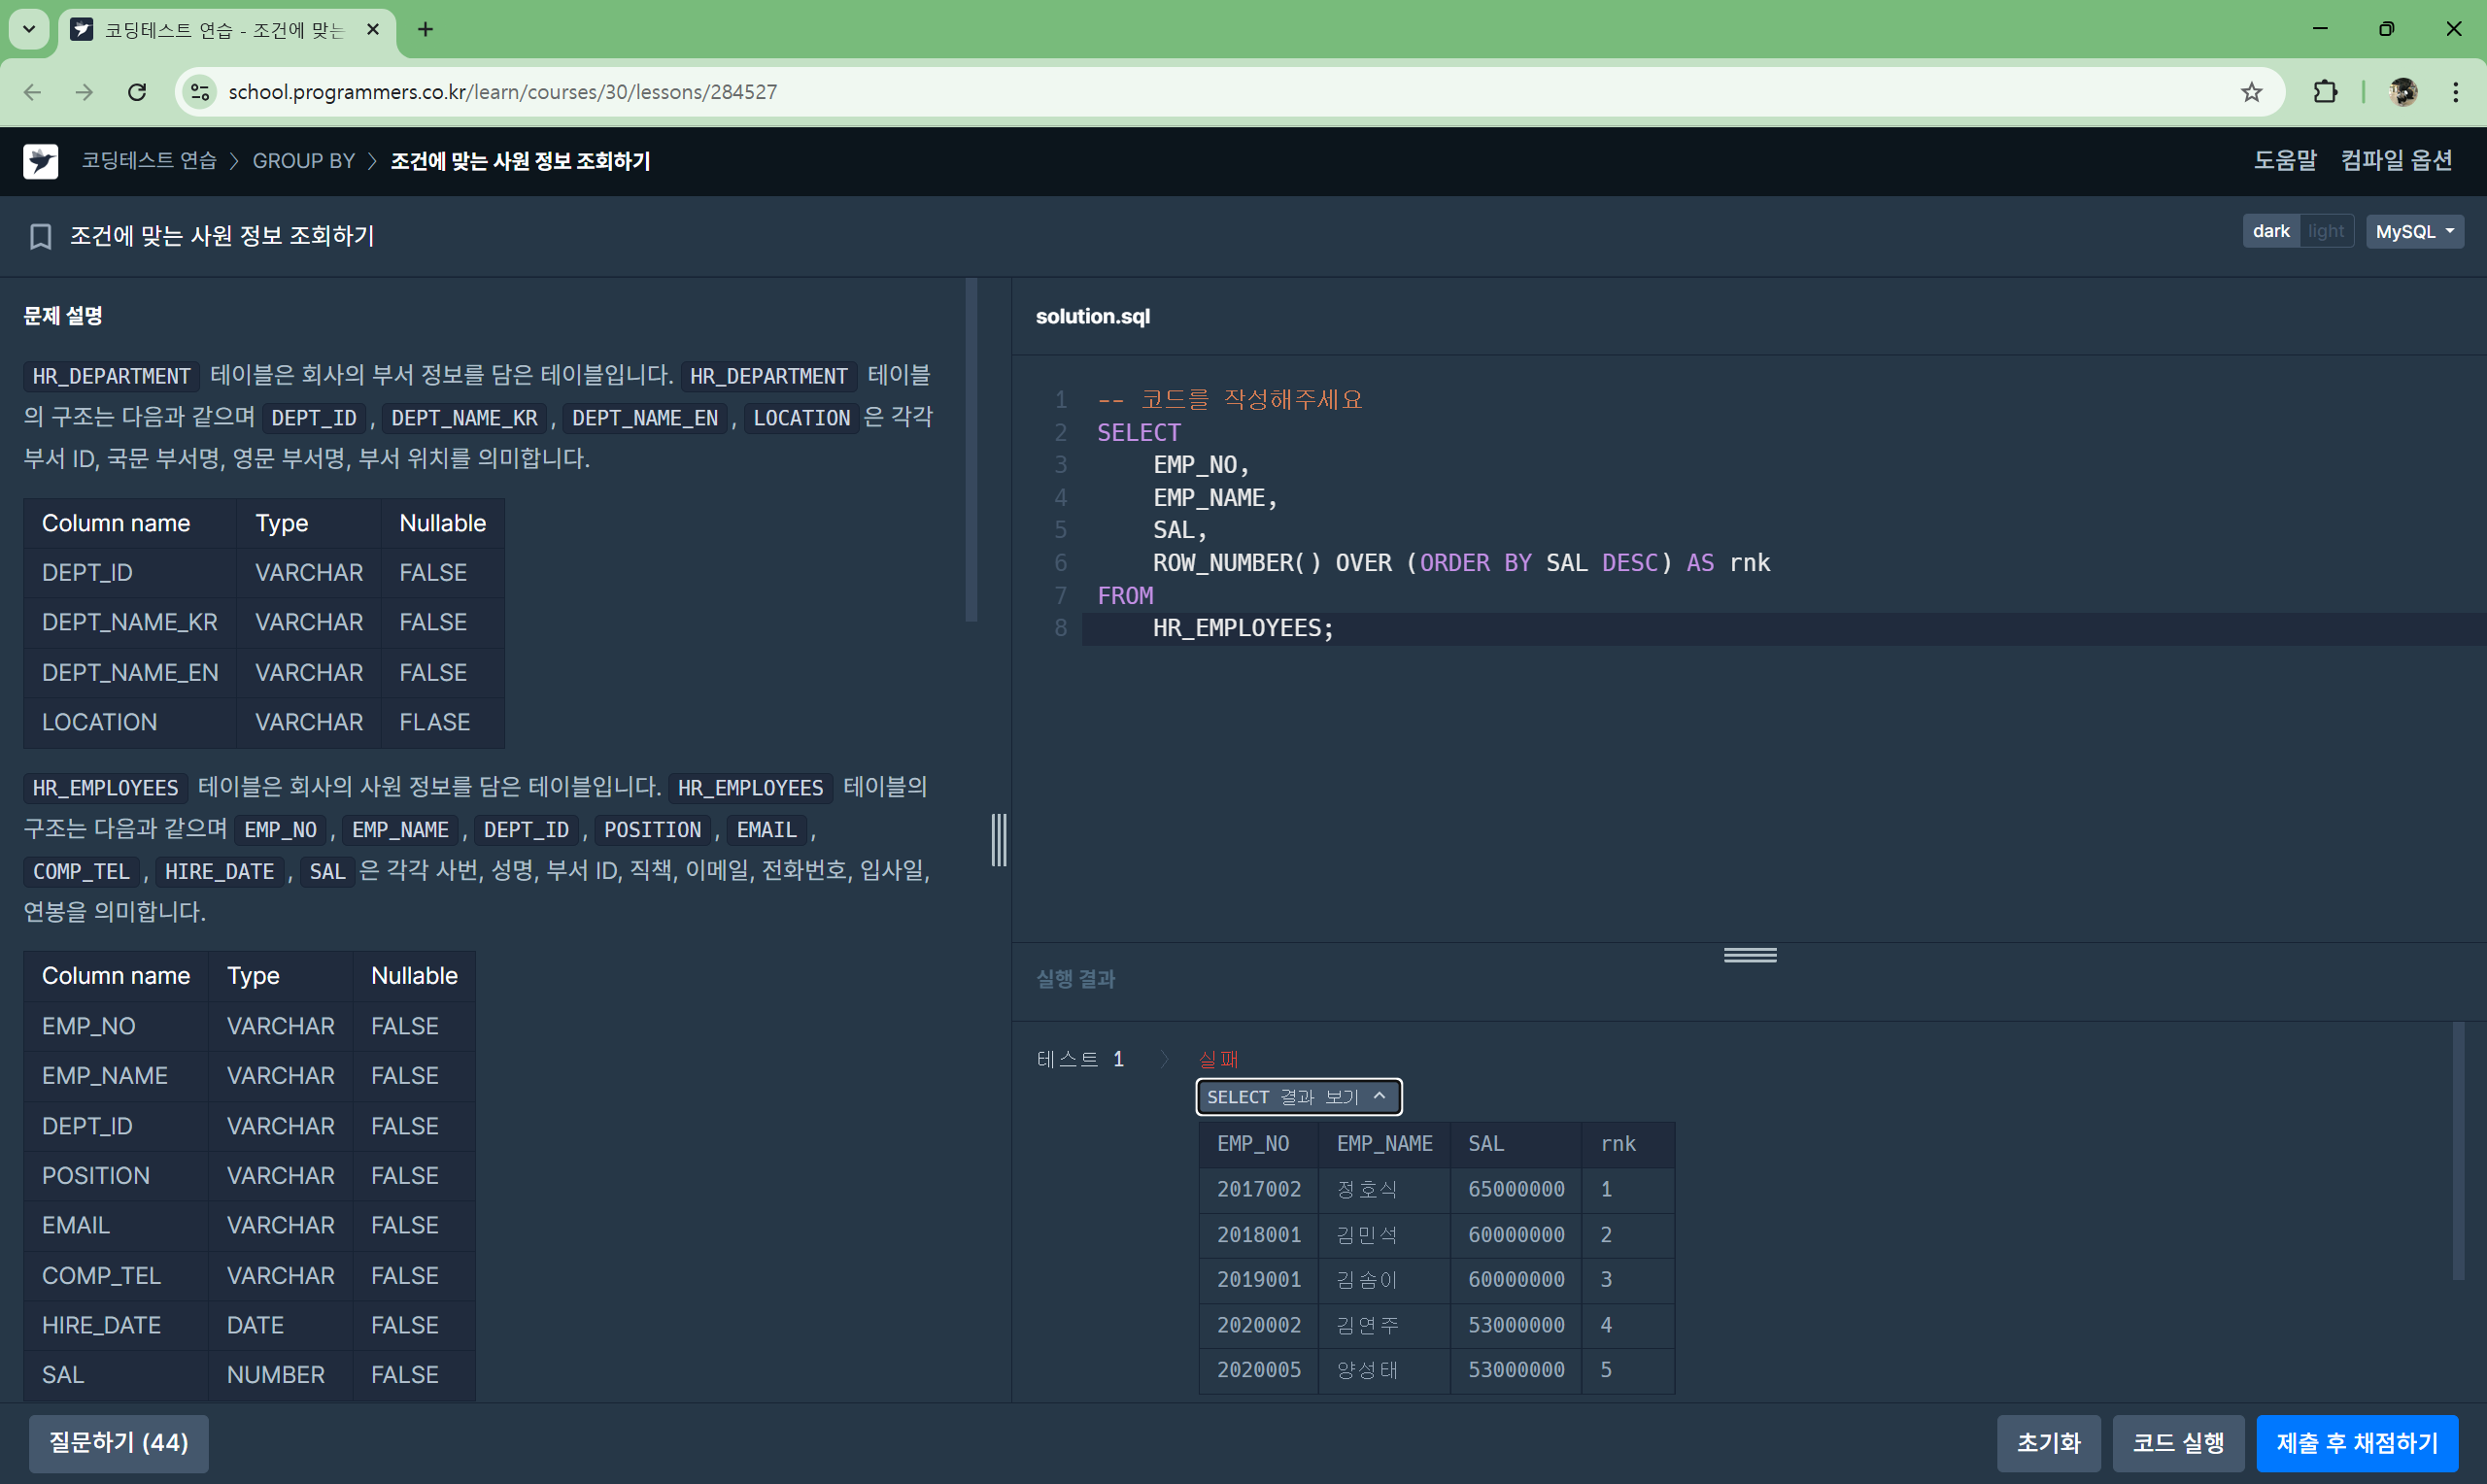 코딩테스트 연습 - 조건에 맞는
school.programmers.co.kr/learn/courses/30/lessons/284527
코딩테스트 연습 > GROUP BY > 조건에 맞는 사원 정보 조회하기
도움말 컴파일 옵션
조건에 맞는 사원 정보 조회하기
dark light MySQL
문제 설명
HR_DEPARTMENT 테이블은 회사의 부서 정보를 담은 테이블입니다. HR_DEPARTMENT 테이블
의 구조는 다음과 같으며 DEPT_ID, DEPT_NAME_KR, DEPT_NAME_EN, LOCATION은 각각
부서 ID, 국문 부서명, 영문 부서명, 부서 위치를 의미합니다.
Column name Type Nullable
DEPT_ID VARCHAR FALSE
DEPT_NAME_KR VARCHAR FALSE
DEPT_NAME_EN VARCHAR FALSE
LOCATION VARCHAR FLASE
HR_EMPLOYEES 테이블은 회사의 사원 정보를 담은 테이블입니다. HR_EMPLOYEES 테이블의
구조는 다음과 같으며 EMP_NO, EMP_NAME, DEPT_ID, POSITION, EMAIL,
COMP_TEL, HIRE_DATE, SAL은 각각 사번, 성명, 부서 ID, 직책, 이메일, 전화번호, 입사일,
연봉을 의미합니다.
Column name Type Nullable
EMP_NO VARCHAR FALSE
EMP_NAME VARCHAR FALSE
DEPT_ID VARCHAR FALSE
POSITION VARCHAR FALSE
EMAIL VARCHAR FALSE
COMP_TEL VARCHAR FALSE
HIRE_DATE DATE FALSE
SAL NUMBER FALSE
solution.sql
1 -- 코드를 작성해주세요
2 SELECT
3 EMP_NO,
4 EMP_NAME,
5 SAL,
6 ROW_NUMBER() OVER (ORDER BY SAL DESC) AS rnk
7 FROM
8 HR_EMPLOYEES;
실행 결과
테스트 1 > 실패
SELECT 결과 보기
EMP_NO EMP_NAME SAL rnk
2017002 정호식 65000000 1
2018001 김민석 60000000 2
2019001 김솜이 60000000 3
2020002 김연주 53000000 4
2020005 양성태 53000000 5
질문하기 (44)
초기화 코드 실행 제출 후 채점하기